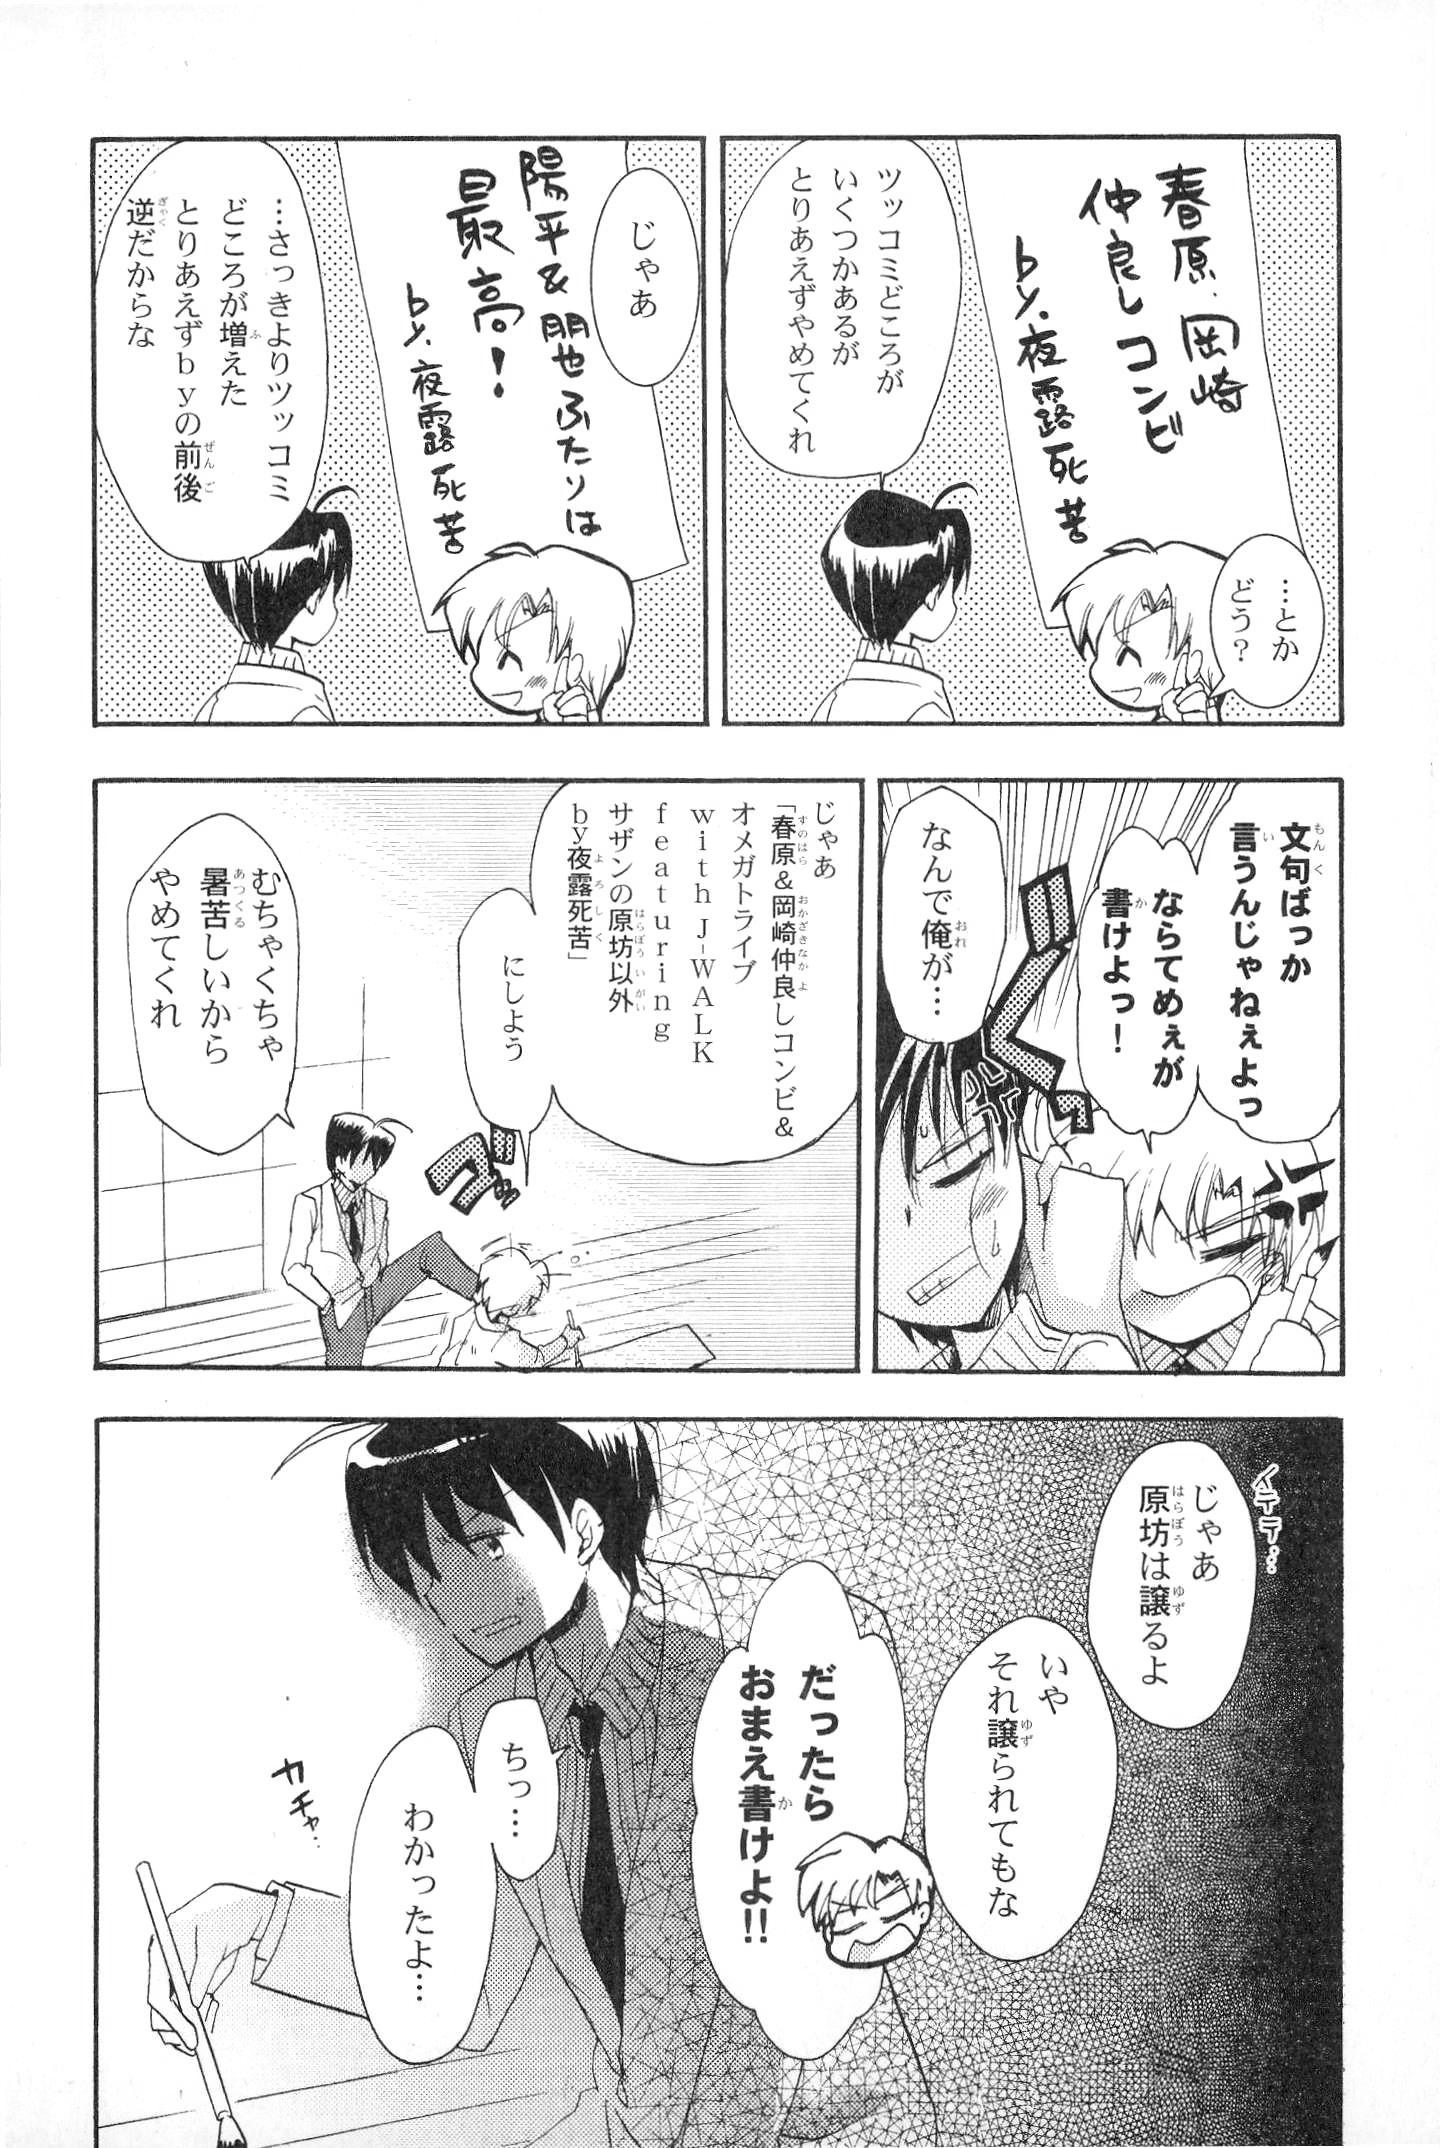 春原・岡崎
仲良しコンビ
by.夜露死苦
…とか
どう？
ツッコミどころが
いくつかあるが
とりあえずやめてくれ
じゃあ
陽平&朋也ふたりは
最高！
by.夜露死苦
…さっきよりツッコミ
どころが増えた
とりあえずbyの前後
逆だからな
文句ばっか
言うんじゃねぇよっ
ならてめぇが
書けよっ！
なんで俺が…
じゃあ
「春原＆岡崎仲良しコンビ＆
オメガトライブ
with J-WALK
featuring
サザンの原坊以外
by夜露死苦」
にしよう
むちゃくちゃ
暑苦しいから
やめてくれ
イテテ…
じゃあ
原坊は譲るよ
いや
それ譲られてもな
だったら
おまえ書けよ!!
ちっ…
わかったよ…
カチャ…